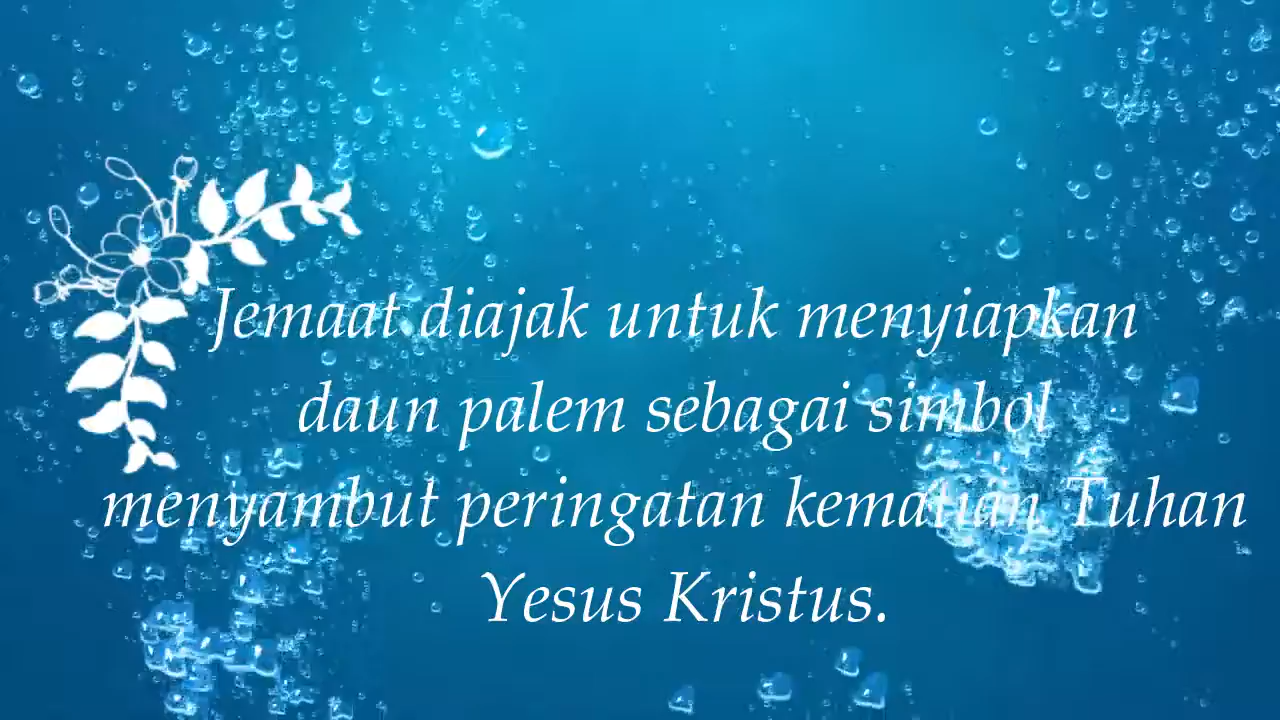 Jemaat diajak untuk menyiapkan
daun palem sebagai simbol
menyambut peringatan kematian Tuhan
Yesus Kristus.